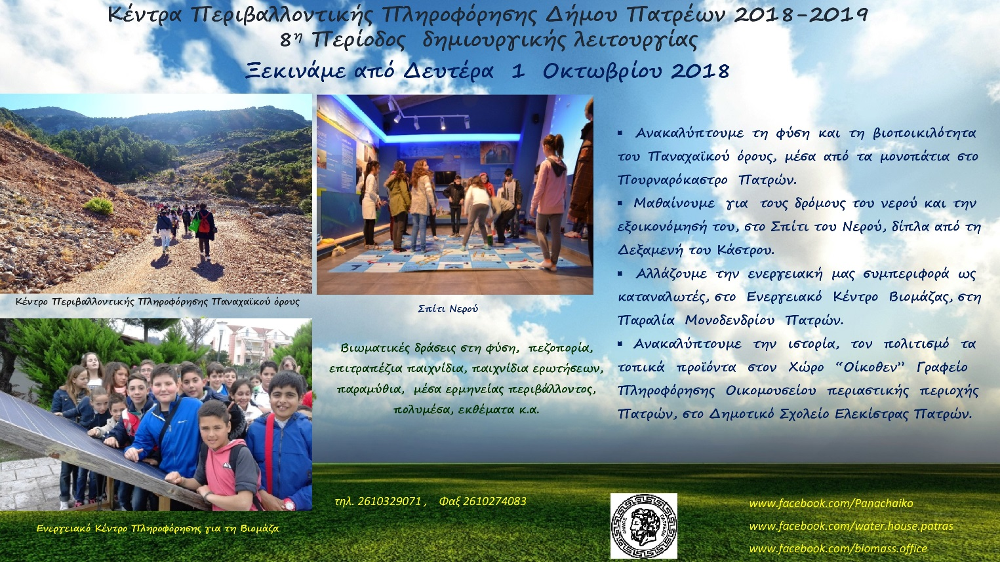 Κέντρα Περιβαλλοντικής Πληροφόρησης Δήμου Πατρέων 2018-2019
8η Περίοδος δημιουργικής λειτουργίας
Ξεκινάμε από Δευτέρα 1 Οκτωβρίου 2018
Κέντρο Περιβαλλοντικής Πληροφόρησης Παναχαϊκού όρους
Σπίτι Νερού
▪ Ανακαλύπτουμε τη φύση και τη βιοποικιλότητα
του Παναχαϊκού όρους, μέσα από τα μονοπάτια στο
Πουρναρόκαστρο Πατρών.
▪ Μαθαίνουμε για τους δρόμους του νερού και την
εξοικονόμησή του, στο Σπίτι του Νερού, δίπλα από τη
Δεξαμενή του Κάστρου.
▪ Αλλάζουμε την ενεργειακή μας συμπεριφορά ως
καταναλωτές, στο Ενεργειακό Κέντρο Βιομάζας, στη
Παραλία Μονοδενδρίου Πατρών.
▪ Ανακαλύπτουμε την ιστορία, τον πολιτισμό τα
τοπικά προϊόντα στον Χώρο “Οίκοθεν” Γραφείο
Πληροφόρησης Οικομουσείου περιαστικής περιοχής
Πατρών, στο Δημοτικό Σχολείο Ελεκίστρας Πατρών.
Βιωματικές δράσεις στη φύση, πεζοπορία,
επιτραπέζια παιχνίδια, παιχνίδια ερωτήσεων,
παραμύθια, μέσα ερμηνείας περιβάλλοντος,
πολυμέσα, εκθέματα κ.α.
Ενεργειακό Κέντρο Πληροφόρησης για τη Βιομάζα
τηλ. 2610329071 , Φαξ 2610274083
ΔΗΜΟΣ ΠΑΤΡΕΩΝ
www.facebook.com/Panachaiko
www.facebook.com/water.house.patras
www.facebook.com/biomass.office